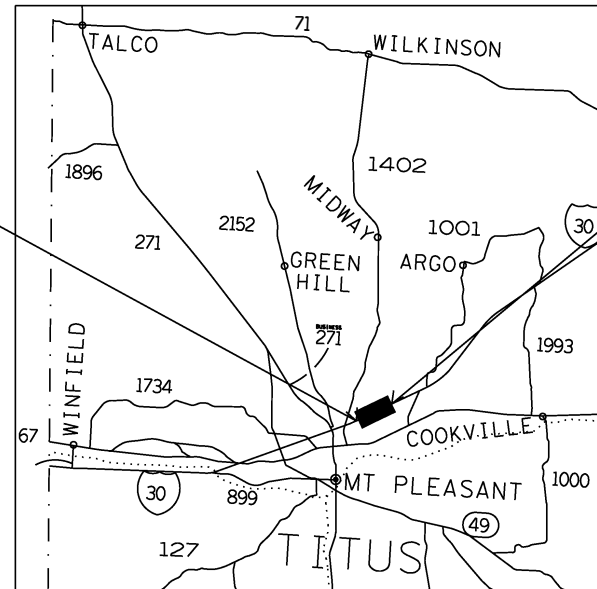 71
TALCO
WILKINSON
1896
1402
MIDWAY
2152
1001
30
271
GREEN
HILL
ARGO
BUSINESS
271
1993
WINFIELD
1734
67
COOKVILLE
30
899
MT PLEASANT
1000
49
127
TITUS